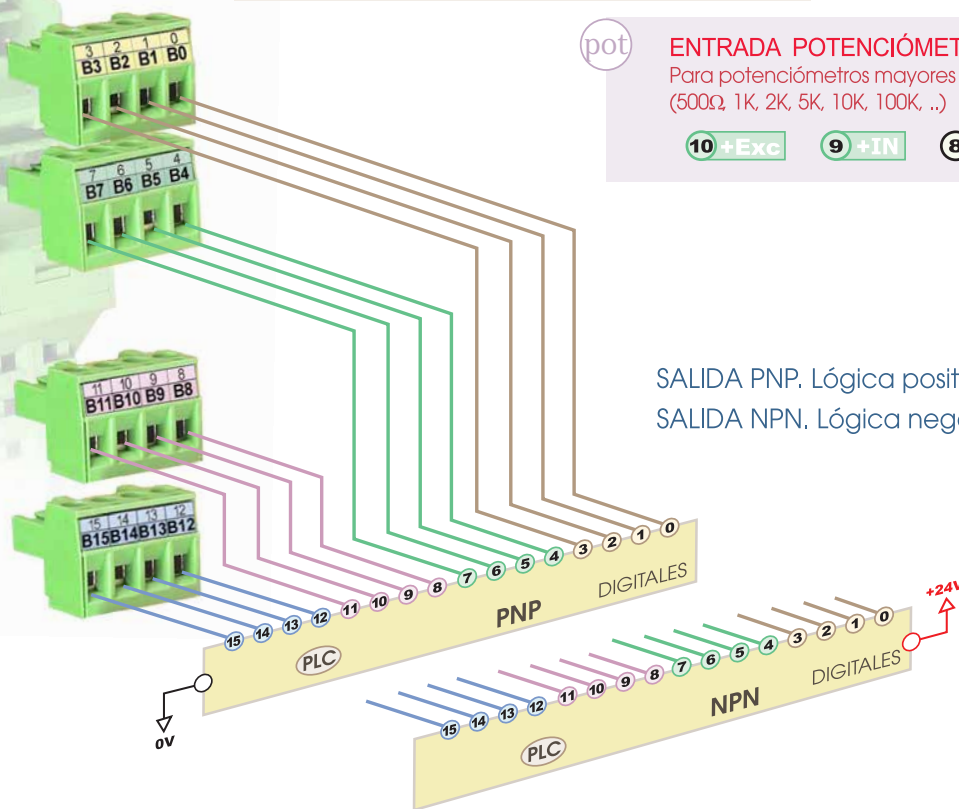 3 2 1 0
B3 B2 B1 B0
7 6 5 4
B7 B6 B5 B4
pot
ENTRADA POTENCIÓMET
Para potenciómetros mayores
(500Ω, 1K, 2K, 5K, 10K, 100K, ..)
10 +Exc 9 +IN 8
11 10 9 8
B11 B10 B9 B8
15 14 13 12
B15 B14 B13 B12
SALIDA PNP. Lógica posit
SALIDA NPN. Lógica neg
15 14 13 12 11 10 9 8 7 6 5 4 3 2 1 0
PLC PNP DIGITALES
0V
+24V
15 14 13 12 11 10 9 8 7 6 5 4 3 2 1 0
PLC NPN DIGITALES